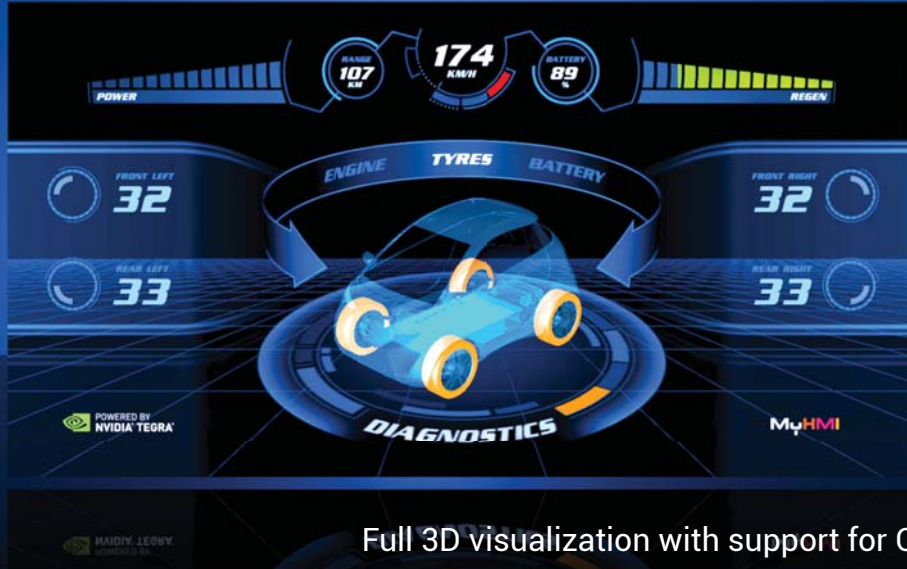 RANGE
107
KM
174
KM/H
BATTERY
89
%
POWER
REGEN
ENGINE TYRES BATTERY
FRONT LEFT
32
FRONT RIGHT
32
REAR LEFT
33
REAR RIGHT
33
POWERED BY
NVIDIA® TEGRA®
MyHMI
DIAGNOSTICS
Full 3D visualization with support for